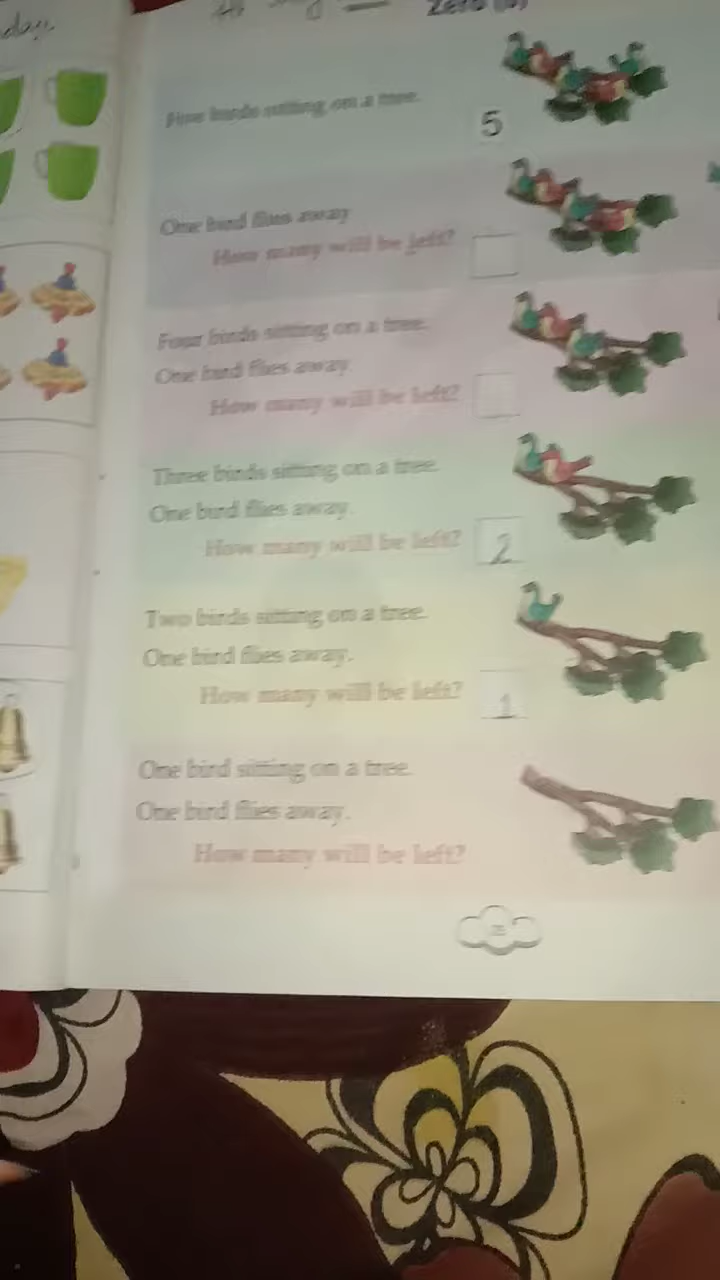 day.
Zero (0)
Five birds sitting on a tree.
5
One bird flies away
How many will be left?
Four birds sitting on a tree.
One bird flies away.
How many will be left?
Three birds sitting on a tree.
One bird flies away.
How many will be left? 2
Two birds sitting on a tree.
One bird flies away.
How many will be left? 1
One bird sitting on a tree.
One bird flies away.
How many will be left?